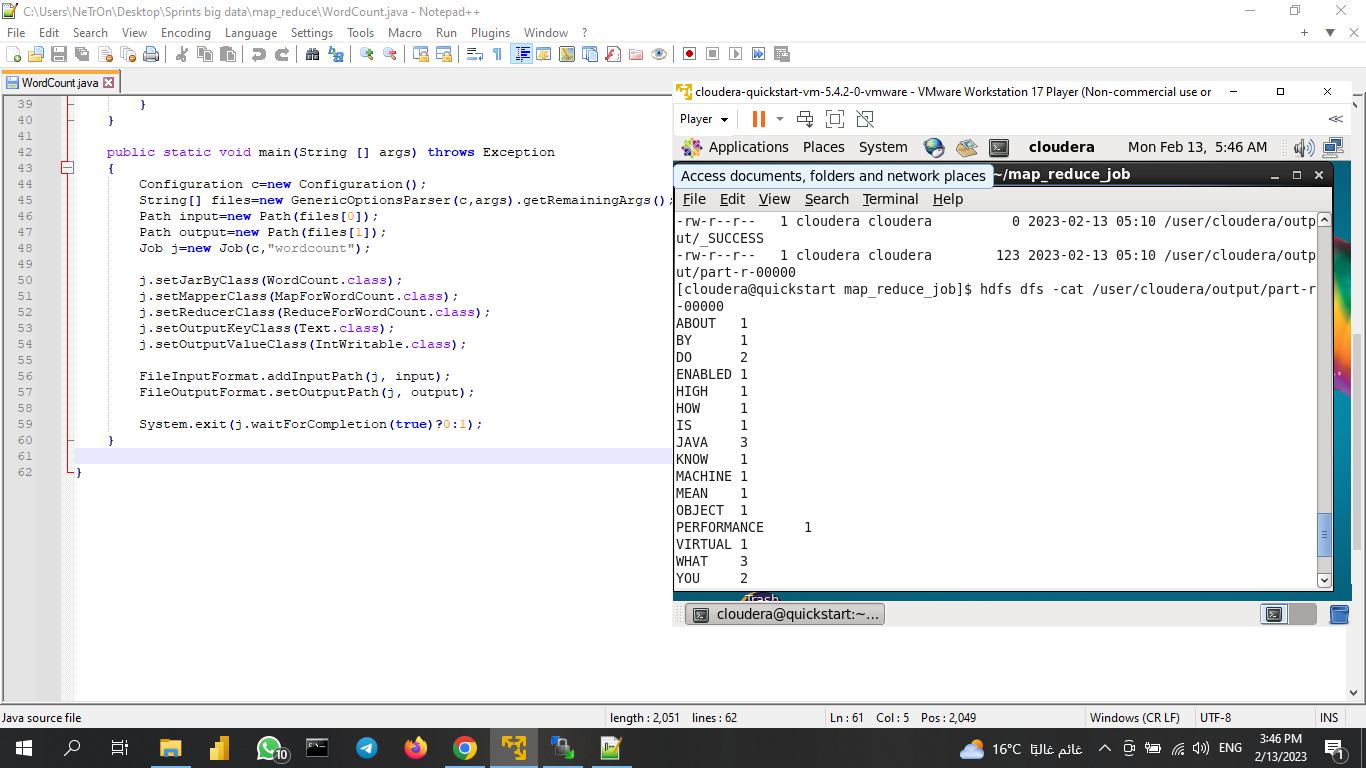 C:\Users\NeTrOn\Desktop\Sprints big data\map_reduce\WordCount.java - Notepad++
File Edit Search View Encoding Language Settings Tools Macro Run Plugins Window ?
WordCount.java
39 }
40 }
41
42 public static void main(String [] args) throws Exception
43 {
44 Configuration c=new Configuration();
45 String[] files=new GenericOptionsParser(c,args).getRemainingArgs();
46 Path input=new Path(files[0]);
47 Path output=new Path(files[1]);
48 Job j=new Job(c,"wordcount");
49
50 j.setJarByClass(WordCount.class);
51 j.setMapperClass(MapForWordCount.class);
52 j.setReducerClass(ReduceForWordCount.class);
53 j.setOutputKeyClass(Text.class);
54 j.setOutputValueClass(IntWritable.class);
55
56 FileInputFormat.addInputPath(j, input);
57 FileOutputFormat.setOutputPath(j, output);
58
59 System.exit(j.waitForCompletion(true)?0:1);
60 }
61
62 }
cloudera-quickstart-vm-5.4.2-0-vmware - VMware Workstation 17 Player (Non-commercial use or
Player
Applications Places System cloudera Mon Feb 13, 5:46 AM
Access documents, folders and network places
~/map_reduce_job
File Edit View Search Terminal Help
-rw-r--r-- 1 cloudera cloudera 0 2023-02-13 05:10 /user/cloudera/outp
ut/_SUCCESS
-rw-r--r-- 1 cloudera cloudera 123 2023-02-13 05:10 /user/cloudera/outp
ut/part-r-00000
[cloudera@quickstart map_reduce_job]$ hdfs dfs -cat /user/cloudera/output/part-r
-00000
ABOUT 1
BY 1
DO 2
ENABLED 1
HIGH 1
HOW 1
IS 1
JAVA 3
KNOW 1
MACHINE 1
MEAN 1
OBJECT 1
PERFORMANCE 1
VIRTUAL 1
WHAT 3
YOU 2
Trash
cloudera@quickstart:~...
Java source file length : 2,051 lines : 62 Ln : 61 Col : 5 Pos : 2,049 Windows (CR LF) UTF-8 INS
10 16°C غائم غالبًا ENG 3:46 PM
2/13/2023 1